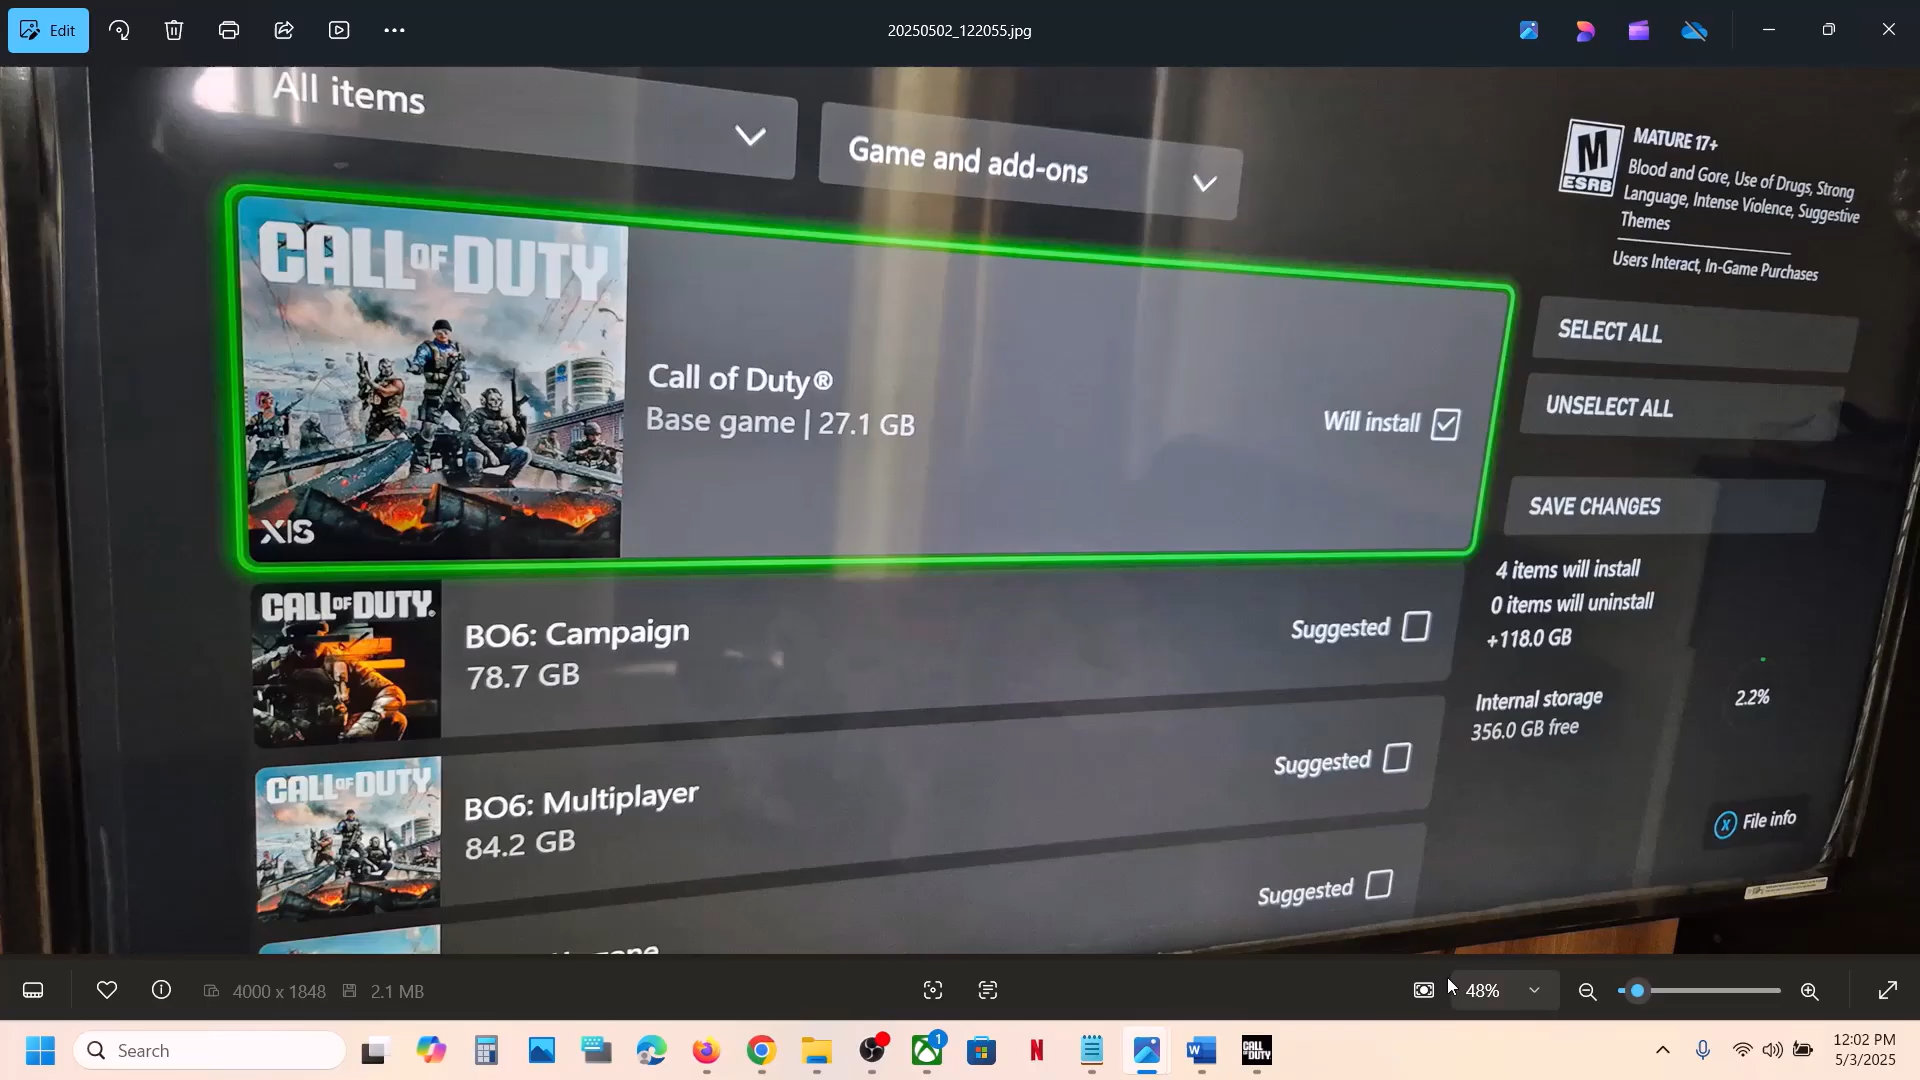 Edit
20250502_122055.jpg
All items
Game and add-ons
M
ESRB
MATURE 17+
Blood and Gore, Use of Drugs, Strong
Language, Intense Violence, Suggestive
Themes
Users Interact, In-Game Purchases
CALL OF DUTY
X|S
Call of Duty®
Base game | 27.1 GB
Will install
SELECT ALL
UNSELECT ALL
SAVE CHANGES
4 items will install
0 items will uninstall
+118.0 GB
Internal storage
356.0 GB free
2.2%
CALL OF DUTY®
BO6: Campaign
78.7 GB
Suggested
CALL OF DUTY
BO6: Multiplayer
84.2 GB
Suggested
Suggested
X File info
4000 x 1848
2.1 MB
48%
Search
1
N
CALL OF DUTY
12:02 PM
5/3/2025